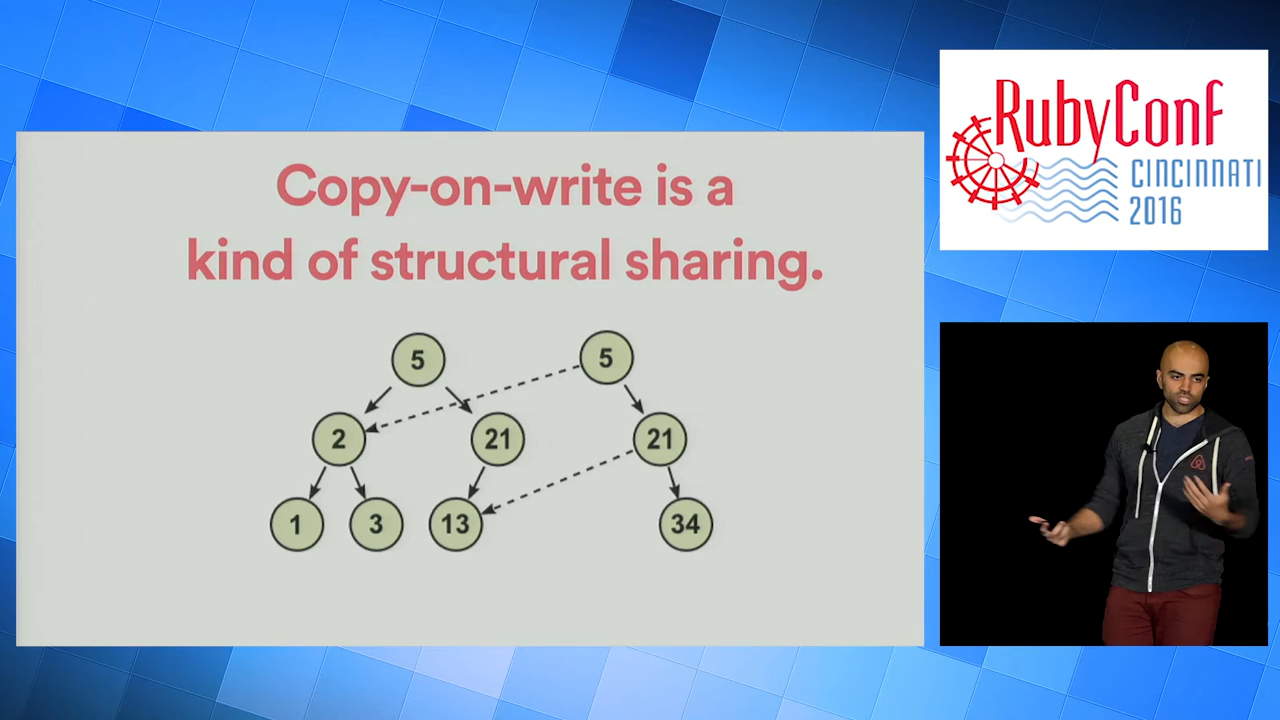 Copy-on-write is a
kind of structural sharing.
5
5
2
21
21
1
3
13
34
RubyConf
CINCINNATI
2016